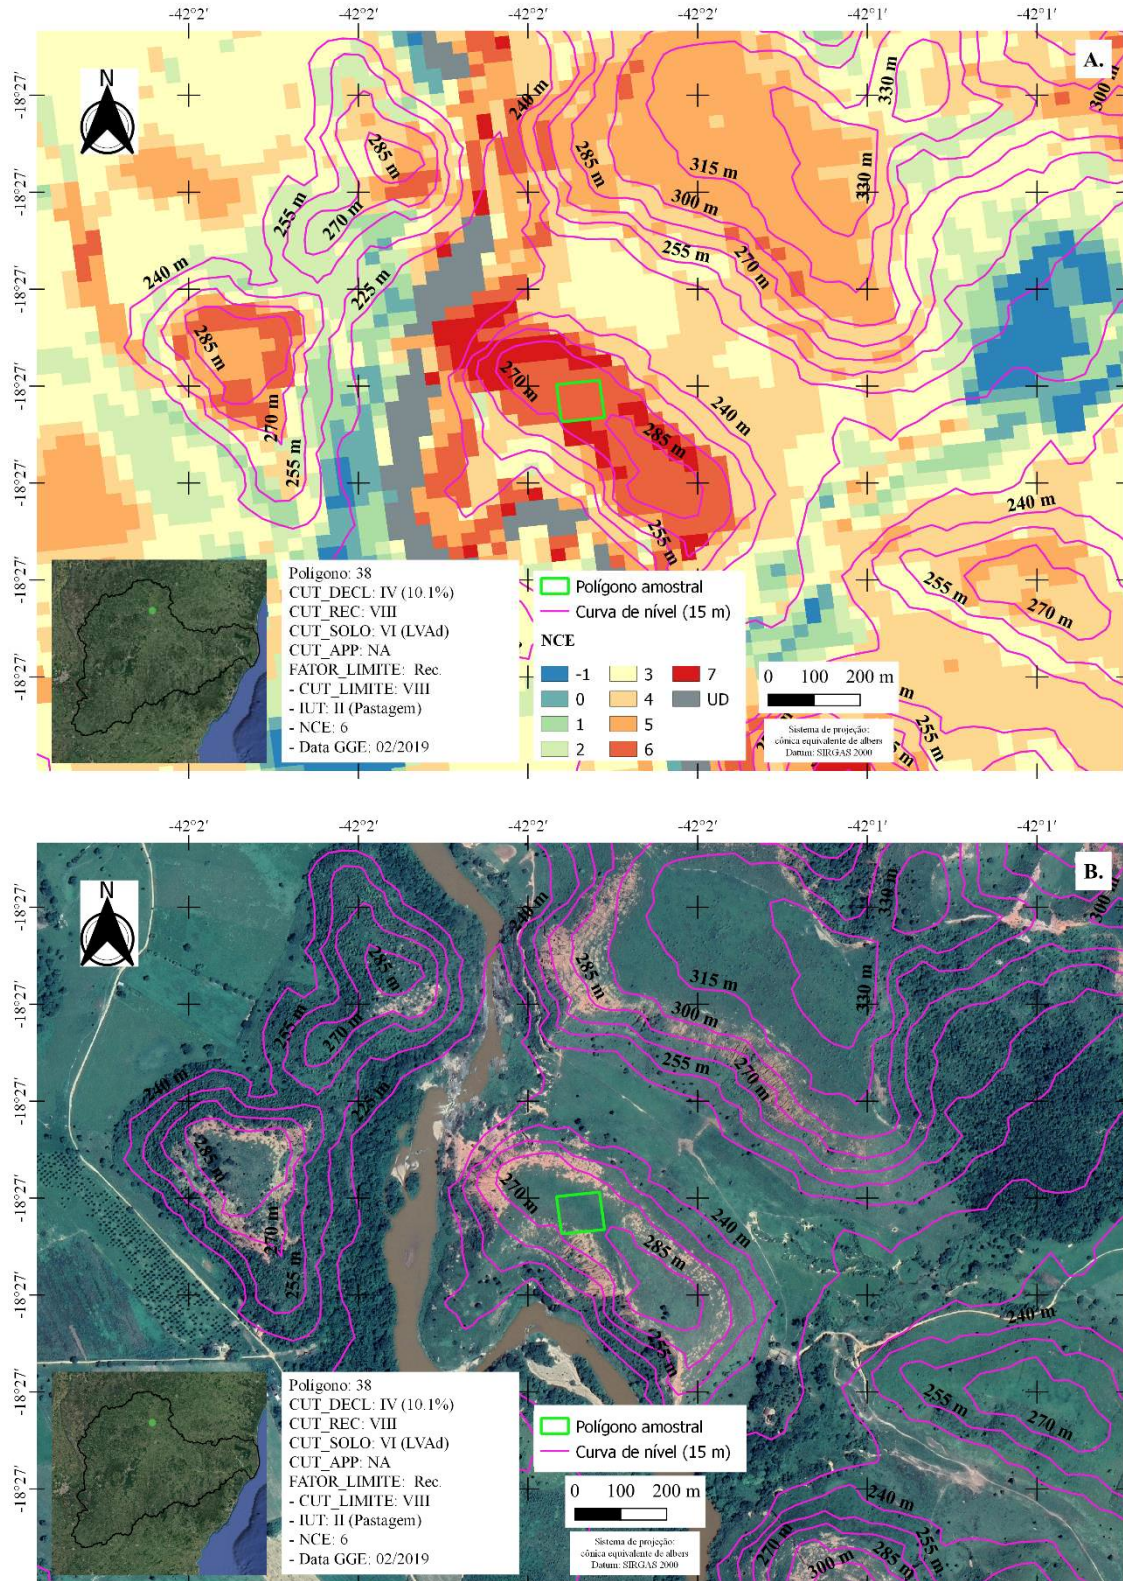 -42°2' -42°2' -42°2' -42°1' -42°1' -42°1'
A.
N
-18°27'
-18°27'
-18°27'
-18°27'
-18°27'
-18°27'
-18°27'
240 m
285 m
285 m
315 m
300 m
330 m
330 m
300 m
255 m
270 m
240 m
225 m
255 m
270 m
285 m
270 m
255 m
270 m
285 m
240 m
255 m
240 m
255 m
270 m
255 m
Polígono: 38
CUT_DECL: IV (10.1%)
CUT_REC: VIII
CUT_SOLO: VI (LVAd)
CUT_APP: NA
FATOR_LIMITE: Rec.
- CUT_LIMITE: VIII
- IUT: II (Pastagem)
- NCE: 6
- Data GGE: 02/2019
Polígono amostral
Curva de nível (15 m)
NCE
-1 3 7
0 4 UD
1 5
2 6
0 100 200 m
Sistema de projeção:
cônica equivalente de albers
Datum: SIRGAS 2000
-42°2' -42°2' -42°2' -42°1' -42°1' -42°1'
B.
N
-18°27'
-18°27'
-18°27'
-18°27'
-18°27'
-18°27'
-18°27'
240 m
285 m
285 m
315 m
300 m
330 m
330 m
300 m
255 m
270 m
240 m
225 m
255 m
270 m
285 m
270 m
255 m
270 m
285 m
240 m
255 m
240 m
255 m
270 m
240 m
255 m
270 m
285 m
300 m
Polígono: 38
CUT_DECL: IV (10.1%)
CUT_REC: VIII
CUT_SOLO: VI (LVAd)
CUT_APP: NA
FATOR_LIMITE: Rec.
- CUT_LIMITE: VIII
- IUT: II (Pastagem)
- NCE: 6
- Data GGE: 02/2019
Polígono amostral
Curva de nível (15 m)
0 100 200 m
Sistema de projeção:
cônica equivalente de albers
Datum: SIRGAS 2000